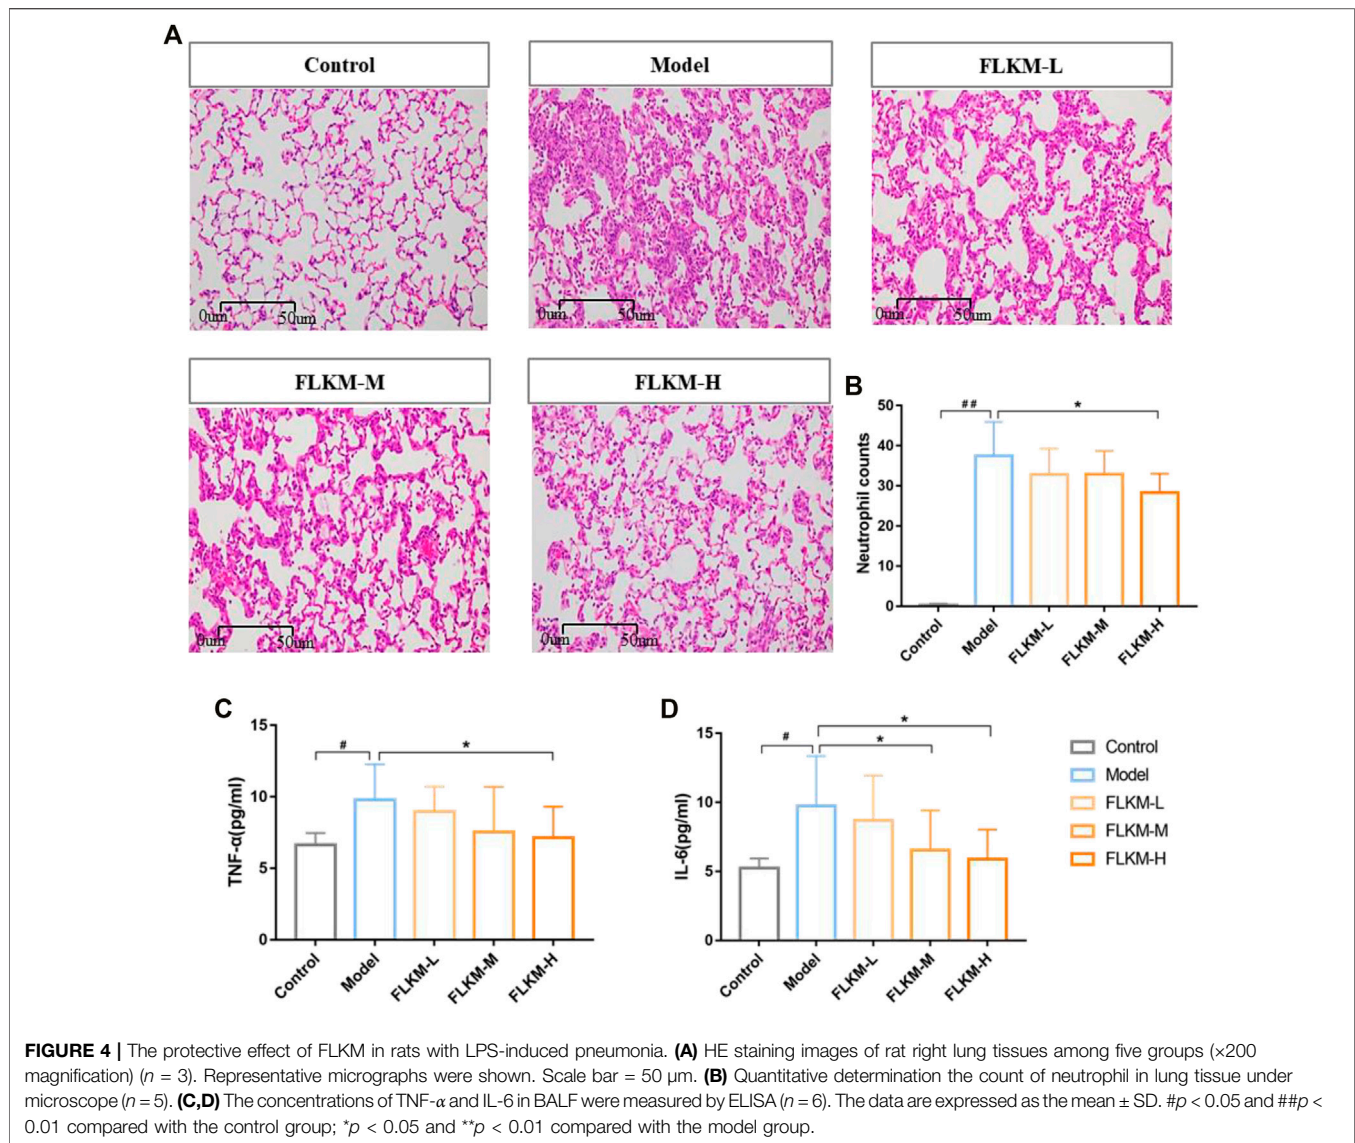 A
Control
Model
FLKM-L
0um 50um
0um 50um
0um 50um
FLKM-M
FLKM-H
0um 50um
0um 50um
B
Neutrophil counts
50
40
30
20
10
0
##
*
Control
Model
FLKM-L
FLKM-M
FLKM-H
C
TNF-α(pg/ml)
15
10
5
0
#
*
Control
Model
FLKM-L
FLKM-M
FLKM-H
D
IL-6(pg/ml)
15
10
5
0
#
*
*
Control
Model
FLKM-L
FLKM-M
FLKM-H
Control
Model
FLKM-L
FLKM-M
FLKM-H
FIGURE 4 | The protective effect of FLKM in rats with LPS-induced pneumonia. (A) HE staining images of rat right lung tissues among five groups (×200
magnification) (n = 3). Representative micrographs were shown. Scale bar = 50 μm. (B) Quantitative determination the count of neutrophil in lung tissue under
microscope (n = 5). (C,D) The concentrations of TNF-α and IL-6 in BALF were measured by ELISA (n = 6). The data are expressed as the mean ± SD. #p < 0.05 and ##p <
0.01 compared with the control group; *p < 0.05 and **p < 0.01 compared with the model group.